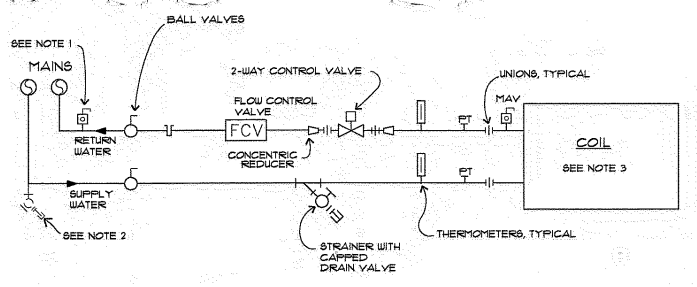 BALL VALVES
SEE NOTE 1
MAINS
2-WAY CONTROL VALVE
UNIONS, TYPICAL
FLOW CONTROL
VALVE
FCV
MAV
PT
RETURN
WATER
CONCENTRIC
REDUCER
COIL
SEE NOTE 3
PT
SUPPLY
WATER
SEE NOTE 2
THERMOMETERS, TYPICAL
STRAINER WITH
CAPPED
DRAIN VALVE